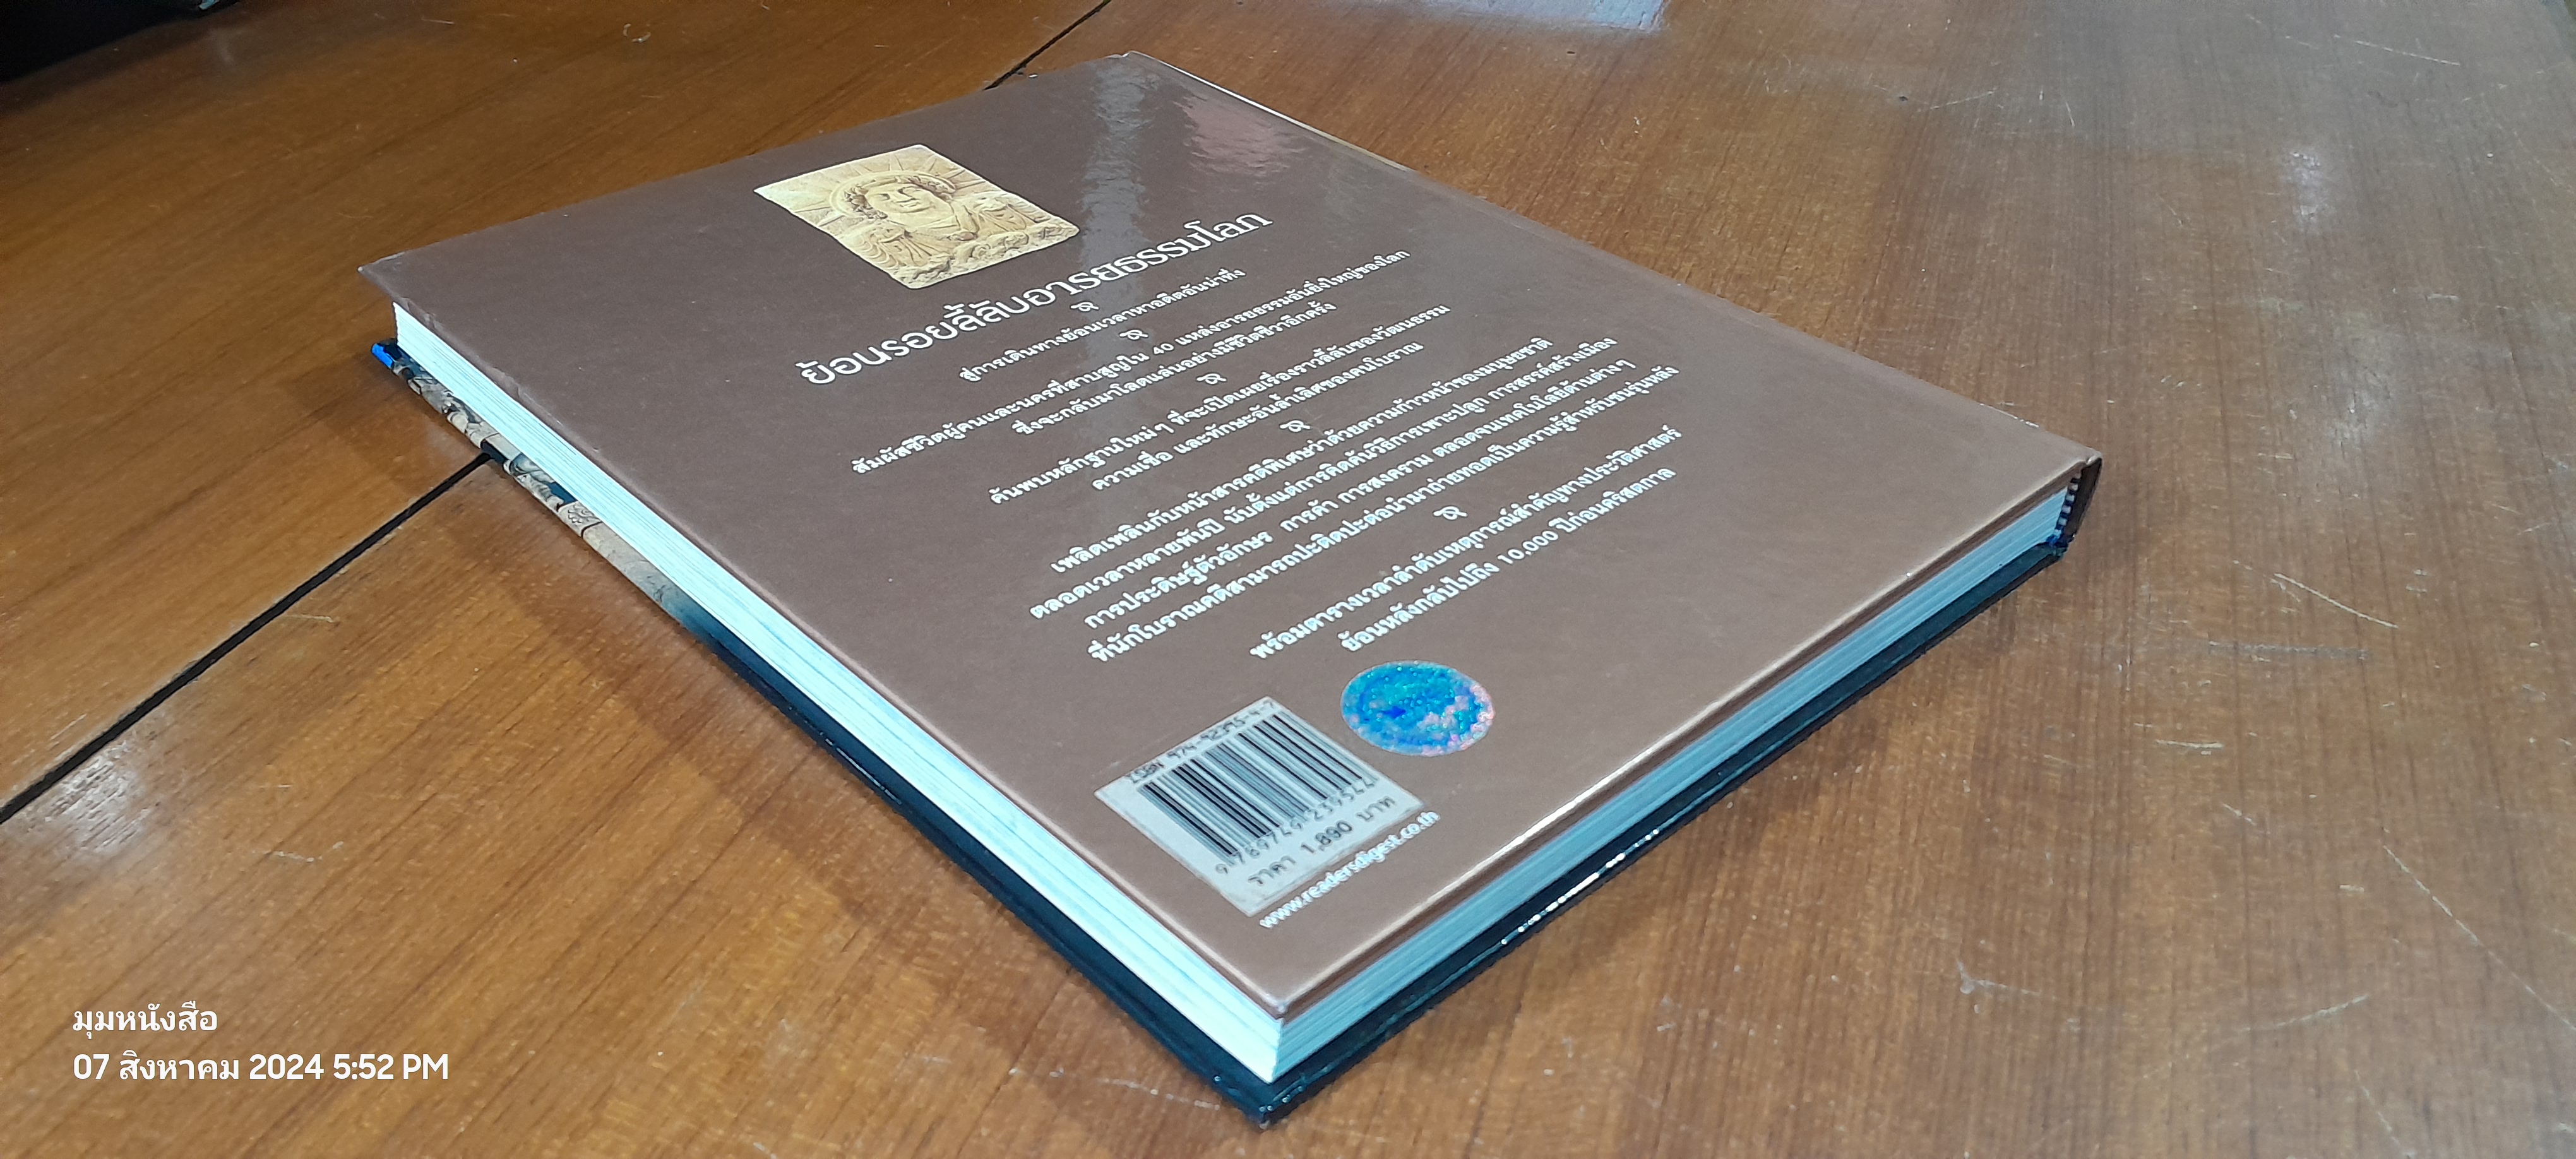 ย้อนรอยลี้ลับอารยธรรมโลก
สู่การเดินทางย้อนเวลาหาอดีตอันน่าทึ่ง
สัมผัสชีวิตผู้คนและนครที่สาบสูญใน 40 แหล่งอารยธรรมอันยิ่งใหญ่ของโลก
ซึ่งจะกลับมาโลดแล่นอย่างมีชีวิตชีวาอีกครั้ง
ค้นพบหลักฐานใหม่ๆ ที่จะเปิดเผยเรื่องราวลี้ลับของวัฒนธรรม
ความเชื่อ และทักษะอันล้ำเลิศของคนโบราณ
เพลิดเพลินกับหน้าสารคดีพิเศษว่าด้วยความก้าวหน้าของมนุษยชาติ
ตลอดเวลาหลายพันปี นับตั้งแต่การคิดค้นวิธีการเพาะปลูก การสรรค์สร้างเมือง
การประดิษฐ์ตัวอักษร การค้า การสงคราม ตลอดจนเทคโนโลยีด้านต่างๆ
ที่นักโบราณคดีสามารถปะติดปะต่อนำมาถ่ายทอดเป็นความรู้สำหรับชนรุ่นหลัง
พร้อมตารางเวลาลำดับเหตุการณ์สำคัญทางประวัติศาสตร์
ย้อนหลังกลับไปถึง 10,000 ปีก่อนคริสตกาล
ISBN 974-92395-4-7
9 789749 239544
ราคา 1,890 บาท
www.readersdigest.co.th
มุมหนังสือ
07 สิงหาคม 2024 5:52 PM